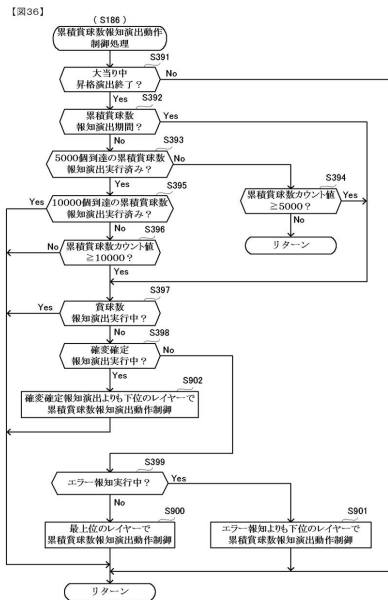 【図36】
( S186 )
累積賞球数報知演出動作
制御処理
S391
大当り中
昇格演出終了？
No
Yes
S392
累積賞球数
報知演出期間？
Yes
No
S393
5000個到達の累積賞球数
報知演出実行済み？
No
Yes
S394
累積賞球数カウント値
≧5000？
Yes
No
リターン
S395
10000個到達の累積賞球数
報知演出実行済み？
Yes
No
S396
累積賞球数カウント値
≧10000？
No
Yes
S397
賞球数
報知演出実行中？
Yes
No
S398
確変確定
報知実行中？
No
Yes
S902
確変確定報知演出よりも下位のレイヤーで
累積賞球数報知演出動作制御
S399
エラー報知実行中？
Yes
No
S900
最上位のレイヤーで
累積賞球数報知演出動作制御
S901
エラー報知よりも下位のレイヤーで
累積賞球数報知演出動作制御
リターン